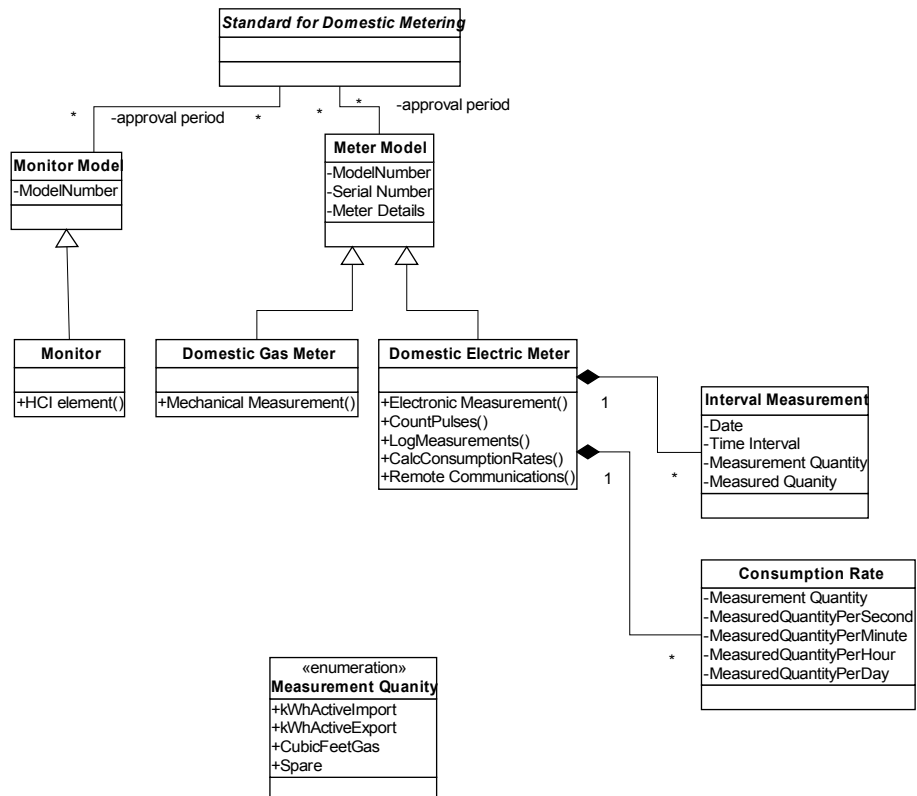 Standard for Domestic Metering
*
-approval period
*
*
*
-approval period
Monitor Model
-ModelNumber
Meter Model
-ModelNumber
-Serial Number
-Meter Details
Monitor
+HCI element()
Domestic Gas Meter
+Mechanical Measurement()
Domestic Electric Meter
+Electronic Measurement()
+CountPulses()
+LogMeasurements()
+CalcConsumptionRates()
+Remote Communications()
1
*
1
*
Interval Measurement
-Date
-Time Interval
-Measurement Quantity
-Measured Quanity
Consumption Rate
-Measurement Quantity
-MeasuredQuantityPerSecond
-MeasuredQuantityPerMinute
-MeasuredQuantityPerHour
-MeasuredQuantityPerDay
«enumeration»
Measurement Quanity
+kWhActiveImport
+kWhActiveExport
+CubicFeetGas
+Spare